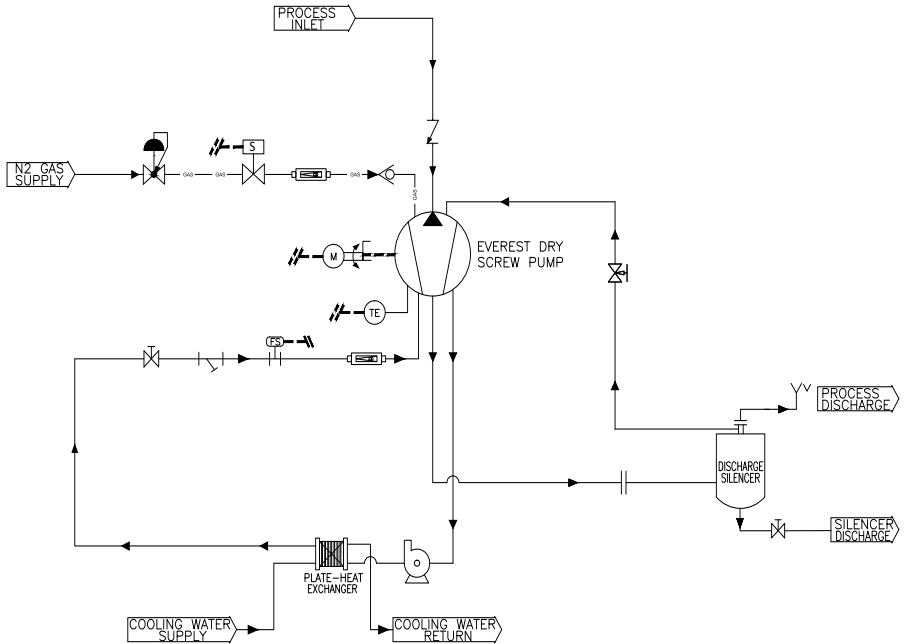 PROCESS
INLET
N2 GAS
SUPPLY
S
GAS
GAS
GAS
GAS
EVEREST DRY
SCREW PUMP
M
TE
FS
PROCESS
DISCHARGE
DISCHARGE
SILENCER
SILENCER
DISCHARGE
PLATE-HEAT
EXCHANGER
COOLING WATER
SUPPLY
COOLING WATER
RETURN